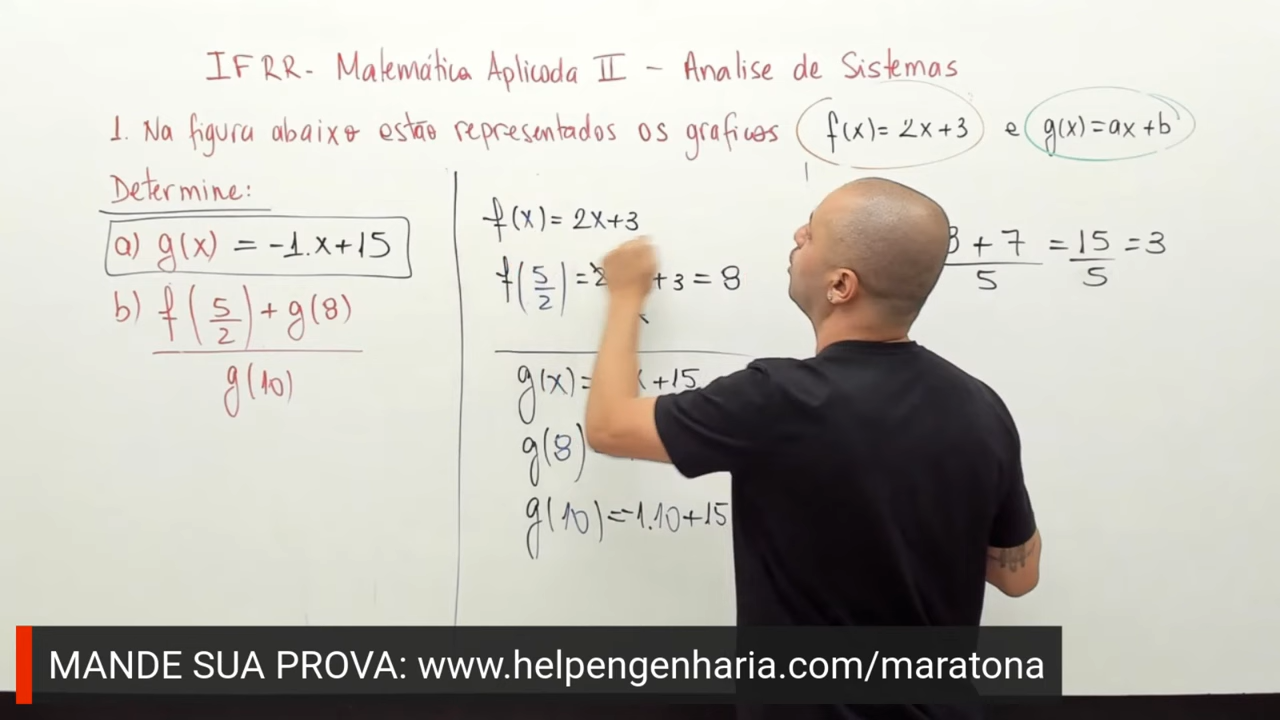 IFRR- Matemática Aplicada II - Analise de Sistemas
1. Na figura abaixo estão representados os graficos f(x)= 2x+3 e g(x)=ax+b
Determine:
a) g(x) = -1.x+15
b) f(5/2)+g(8)
g(10)
f(x)= 2x+3
f(5/2)=2 +3 = 8
g(x)= x+15
g(8)
g(10)=-1.10+15
8+7/5 = 15/5 = 3
MANDE SUA PROVA: www.helpengenharia.com/maratona